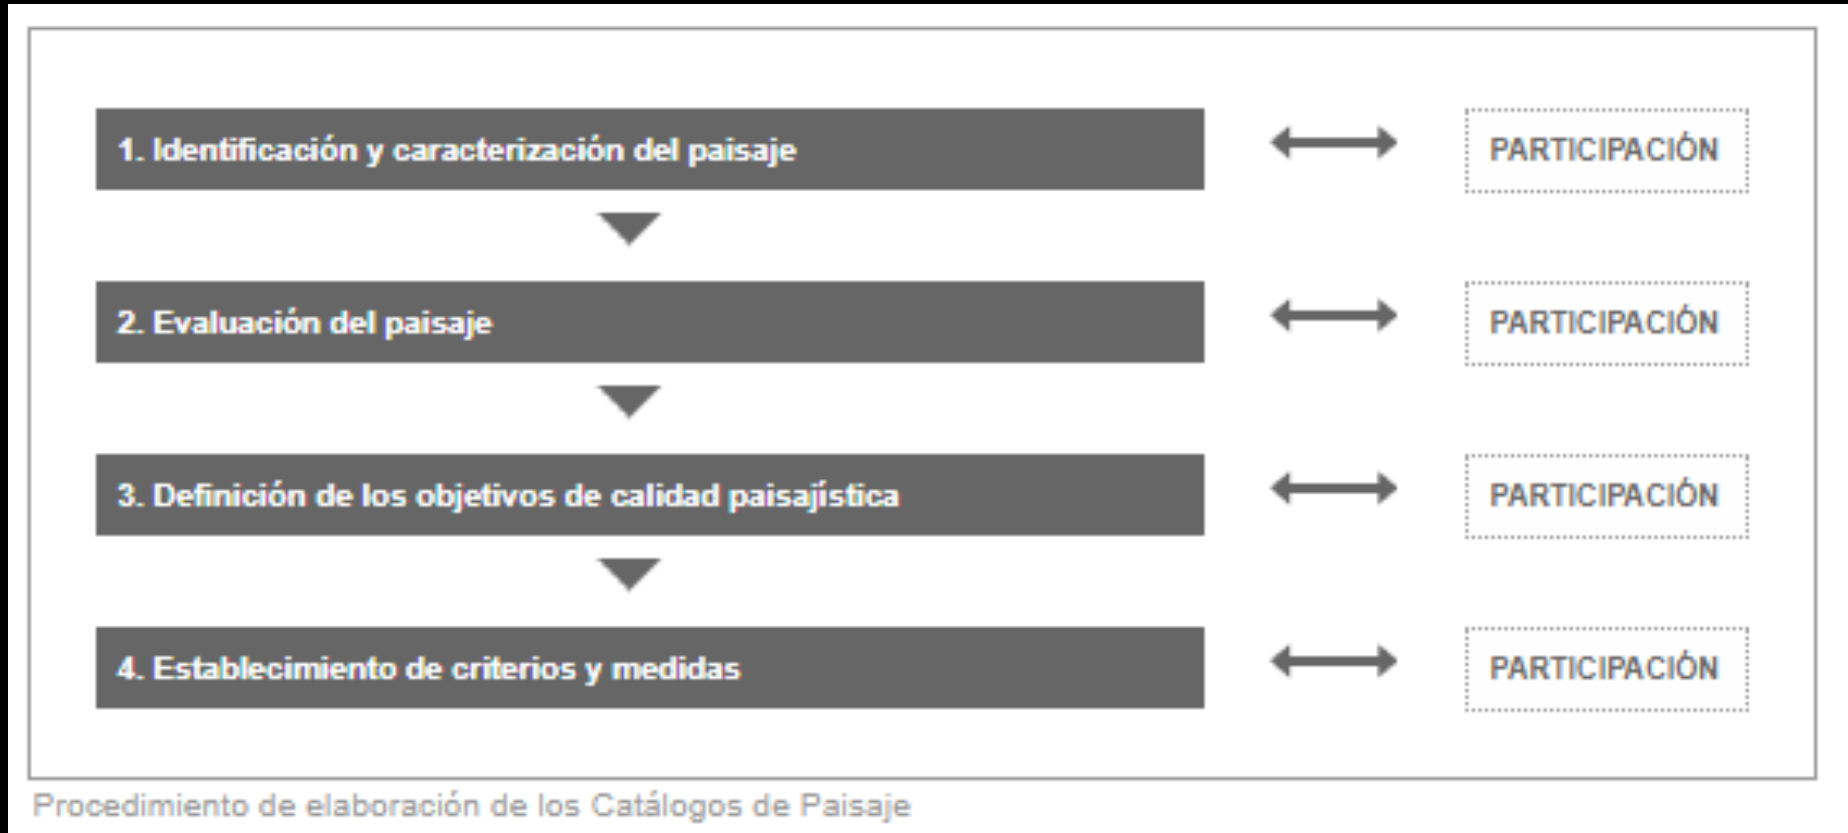 1. Identificación y caracterización del paisaje
PARTICIPACIÓN
2. Evaluación del paisaje
PARTICIPACIÓN
3. Definición de los objetivos de calidad paisajística
PARTICIPACIÓN
4. Establecimiento de criterios y medidas
PARTICIPACIÓN
Procedimiento de elaboración de los Catálogos de Paisaje